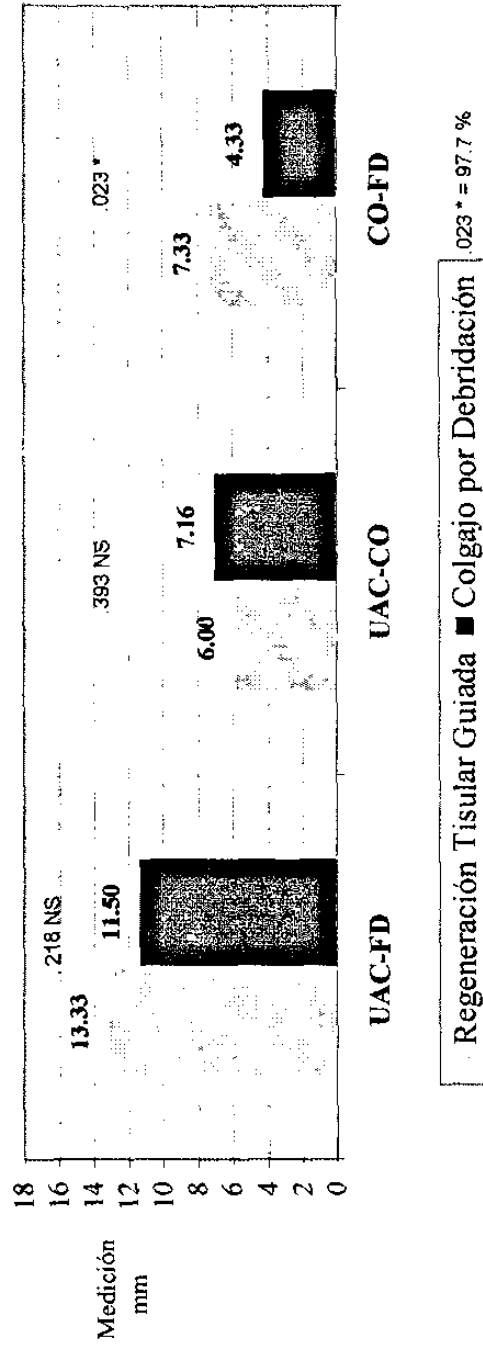 Medición
mm
18
16
14
12
10
8
6
4
2
0
.218 NS
13.33
11.50
.393 NS
6.00
7.16
.023 *
7.33
4.33
UAC-FD
UAC-CO
CO-FD
Regeneración Tisular Guiada ■ Colgajo por Debridación
.023 * = 97.7 %